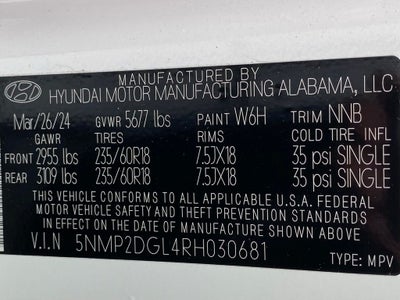 MANUFACTURED BY
HYUNDAI MOTOR MANUFACTURING ALABAMA, LLC
Mar/26/24 GVWR 5677 lbs PAINT W6H TRIM NNB
GAWR TIRES RIMS COLD TIRE INFL
FRONT 2955 lbs 235/60R18 7.5JX18 35 psi SINGLE
REAR 3109 lbs 235/60R18 7.5JX18 35 psi SINGLE
THIS VEHICLE CONFORMS TO ALL APPLICABLE U.S.A. FEDERAL
MOTOR VEHICLE SAFETY AND THEFT PREVENTION STANDARDS
IN EFFECT ON THE DATE OF MANUFACTURE SHOWN ABOVE
V.I.N 5NMP2DGL4RH030681 TYPE: MPV